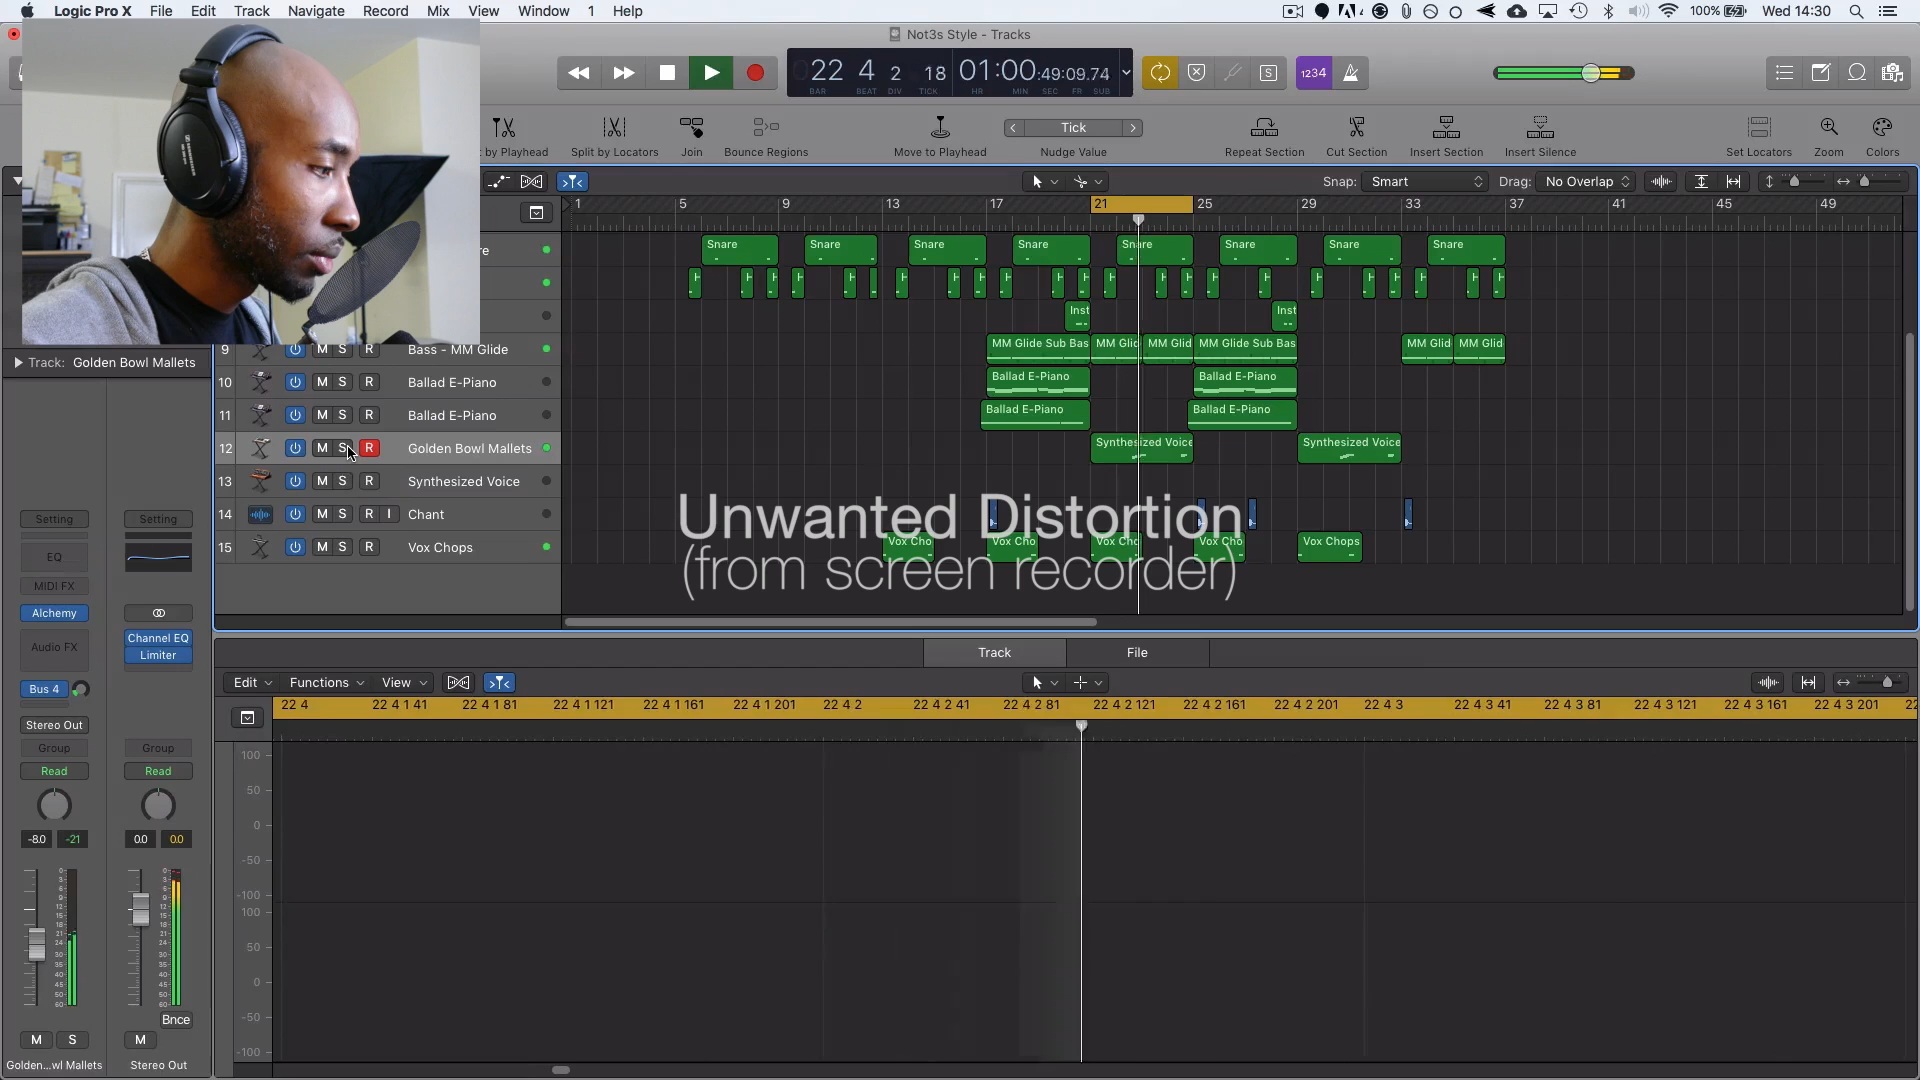 Logic Pro X File Edit Track Navigate Record Mix View Window 1 Help 100% Wed 14:30
Not3s Style - Tracks
22 4 2 18 01:00:49:09.74 1234
BAR BEAT DIV TICK HR MIN SEC FR SUB
Tick
by Playhead Split by Locators Join Bounce Regions Move to Playhead Nudge Value Repeat Section Cut Section Insert Section Insert Silence Set Locators Zoom Colors
Snap: Smart Drag: No Overlap
1 5 9 13 17 21 25 29 33 37 41 45 49
re Snare Snare Snare Snare Snare Snare Snare Snare
H H H H H H H H H H H H H H H H H
Inst Inst
9 M S R Bass - MM Glide MM Glide Sub Bas MM Glid MM Glid MM Glide Sub Bas MM Glid MM Glid
10 M S R Ballad E-Piano Ballad E-Piano Ballad E-Piano
11 M S R Ballad E-Piano Ballad E-Piano Ballad E-Piano
12 M S R Golden Bowl Mallets Synthesized Voice Synthesized Voice
13 M S R Synthesized Voice
14 M S R I Chant
15 M S R Vox Chops Vox Cho Vox Cho Vox Cho Vox Cho Vox Chops
Unwanted Distortion
(from screen recorder)
Track: Golden Bowl Mallets
Setting Setting
EQ
MIDI FX
Alchemy
Audio FX Channel EQ
Limiter
Bus 4
Stereo Out
Group Group
Read Read
-8.0 -21 0.0 0.0
Bnce
M S M
Golden...wl Mallets Stereo Out
Track File
Edit Functions View
22 4 22 4 1 41 22 4 1 81 22 4 1 121 22 4 1 161 22 4 1 201 22 4 2 22 4 2 41 22 4 2 81 22 4 2 121 22 4 2 161 22 4 2 201 22 4 3 22 4 3 41 22 4 3 81 22 4 3 121 22 4 3 161 22 4 3 201 22
100
50
0
-50
-100
100
50
0
-50
-100